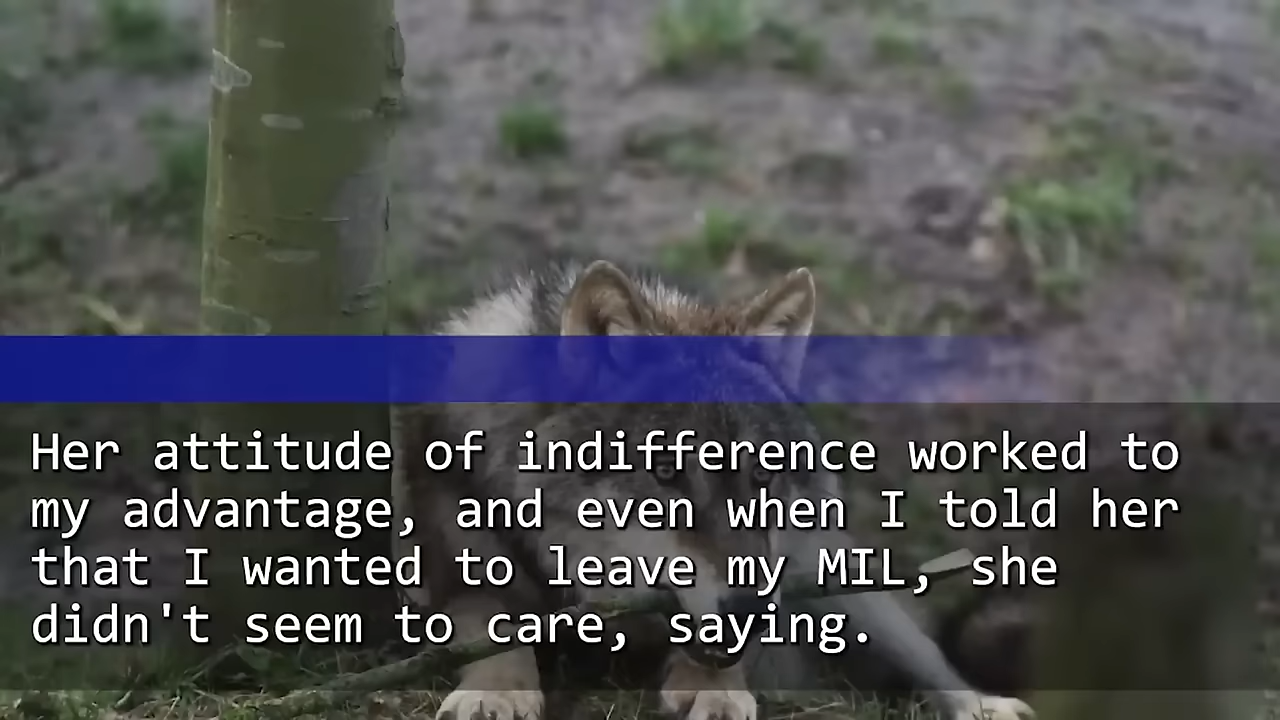 Her attitude of indifference worked to
my advantage, and even when I told her
that I wanted to leave my MIL, she
didn't seem to care, saying.